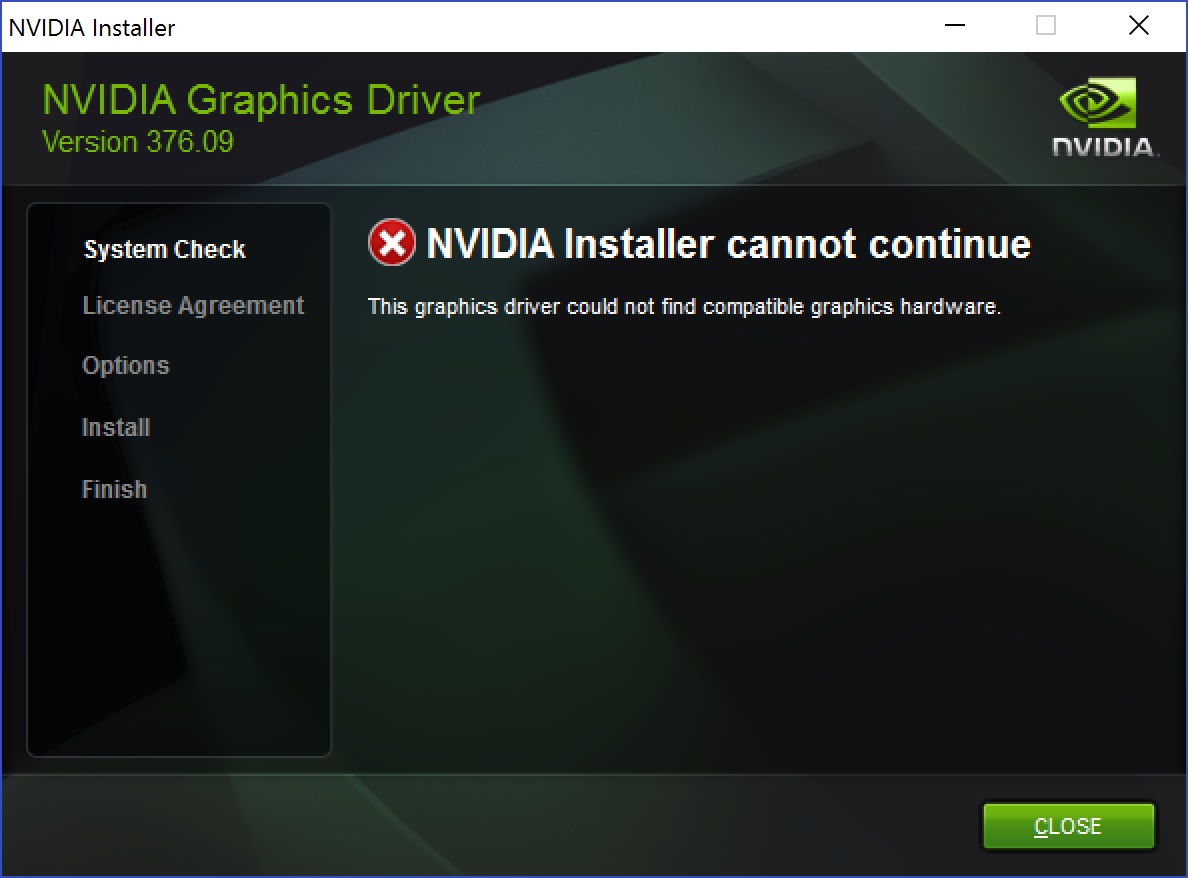 NVIDIA Installer
NVIDIA Graphics Driver
Version 376.09
NVIDIA.
System Check
License Agreement
Options
Install
Finish
NVIDIA Installer cannot continue
This graphics driver could not find compatible graphics hardware.
CLOSE